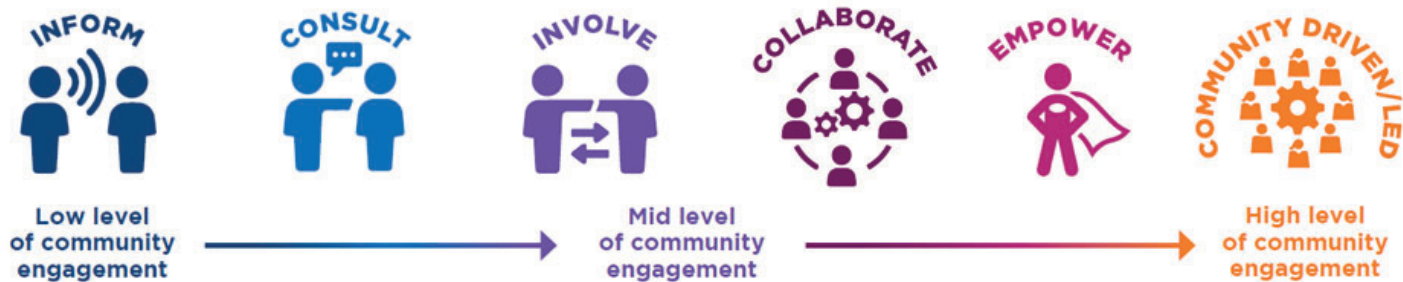 INFORM
CONSULT
INVOLVE
COLLABORATE
EMPOWER
COMMUNITY DRIVEN/LED
Low level
of community
engagement
Mid level
of community
engagement
High level
of community
engagement